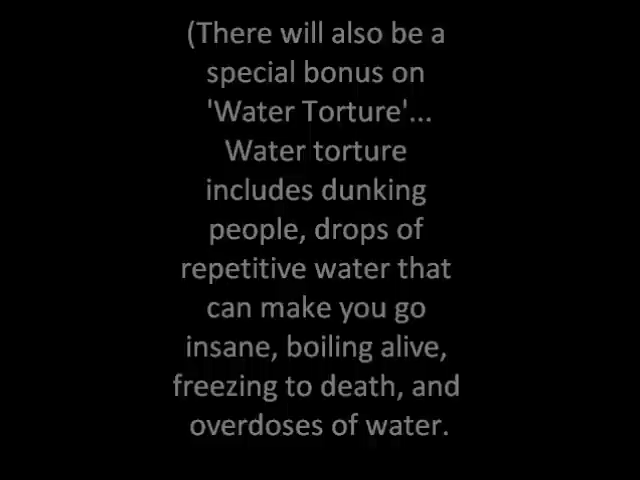 (There will also be a
special bonus on
'Water Torture'...
Water torture
includes dunking
people, drops of
repetitive water that
can make you go
insane, boiling alive,
freezing to death, and
overdoses of water.